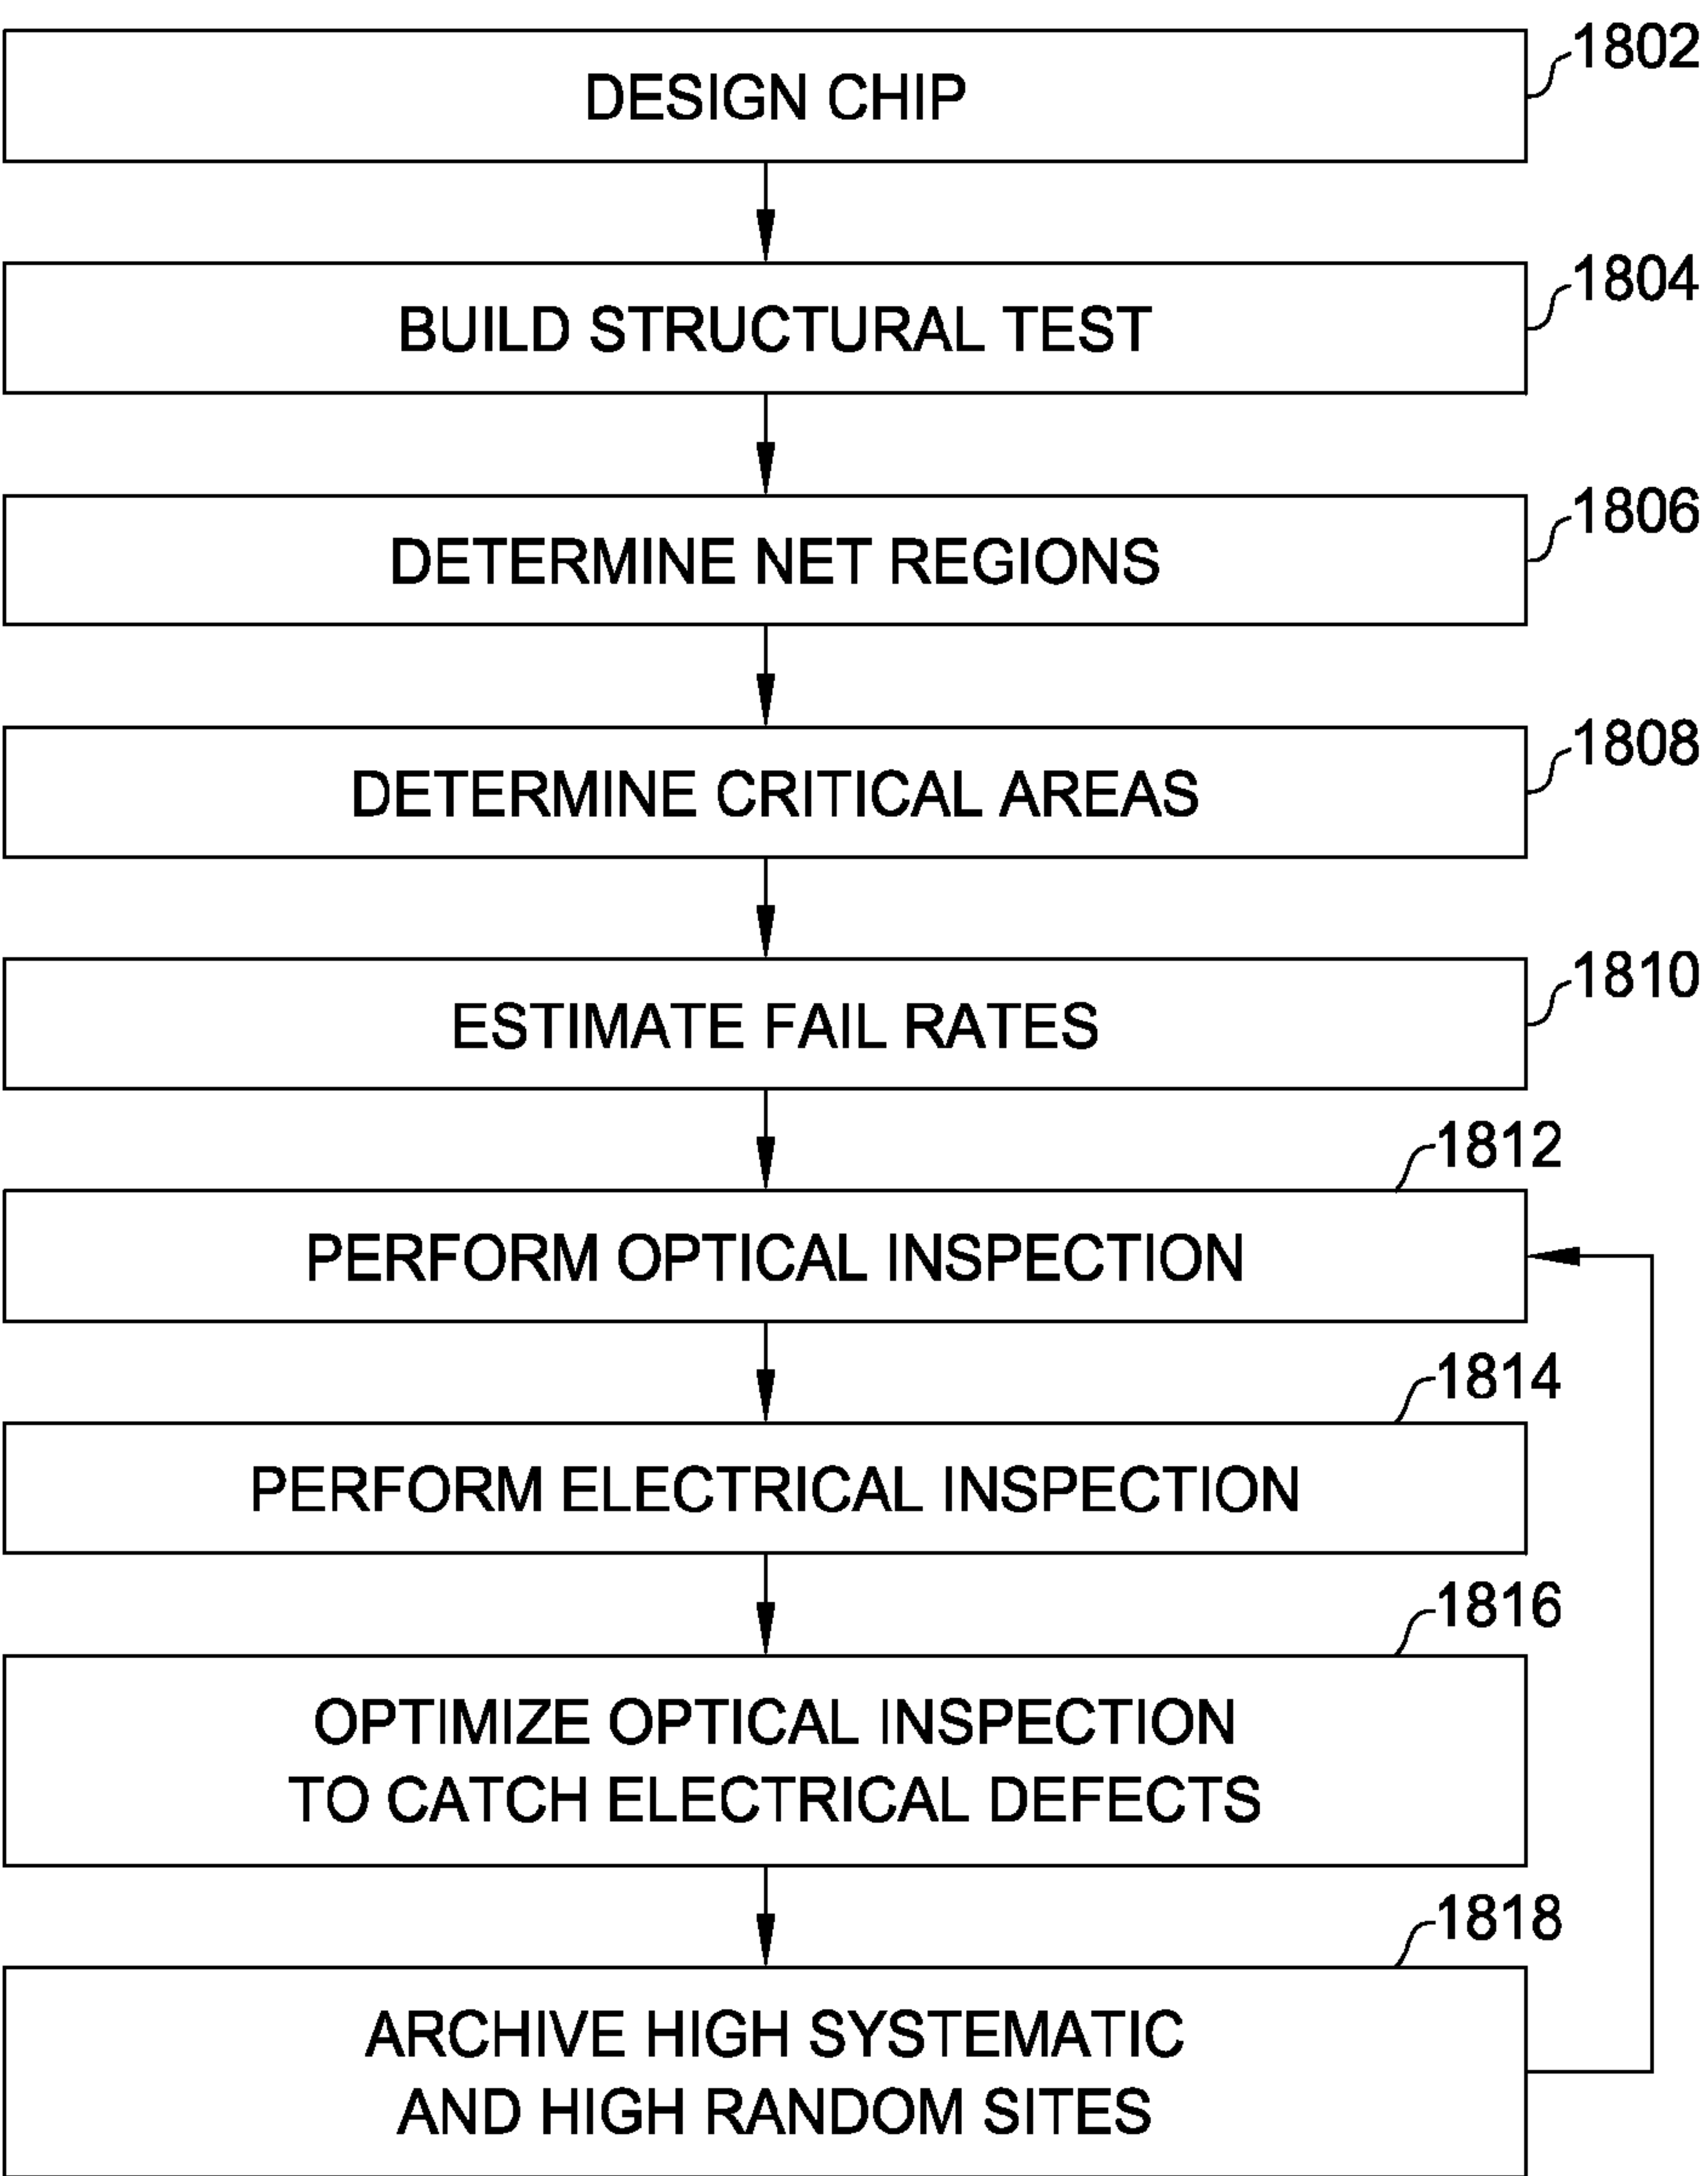 1802
DESIGN CHIP
1804
BUILD STRUCTURAL TEST
1806
DETERMINE NET REGIONS
1808
DETERMINE CRITICAL AREAS
1810
ESTIMATE FAIL RATES
1812
PERFORM OPTICAL INSPECTION
1814
PERFORM ELECTRICAL INSPECTION
1816
OPTIMIZE OPTICAL INSPECTION
TO CATCH ELECTRICAL DEFECTS
1818
ARCHIVE HIGH SYSTEMATIC
AND HIGH RANDOM SITES